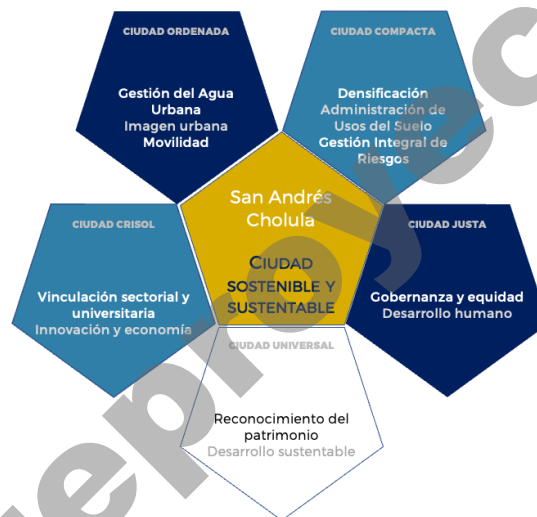 CIUDAD ORDENADA
Gestión del Agua
Urbana
Imagen urbana
Movilidad
CIUDAD COMPACTA
Densificación
Administración de
Usos del Suelo
Gestión Integral de
Riesgos
San Andrés
Cholula
CIUDAD
SOSTENIBLE Y
SUSTENTABLE
CIUDAD CRISOL
Vinculación sectorial y
universitaria
Innovación y economía
CIUDAD JUSTA
Gobernanza y equidad
Desarrollo humano
CIUDAD UNIVERSAL
Reconocimiento del
patrimonio
Desarrollo sustentable
eproyec